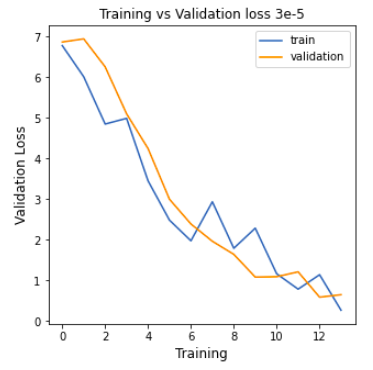 Training vs Validation loss 3e-5
train
validation
Validation Loss
7
6
5
4
3
2
1
0
0 2 4 6 8 10 12
Training